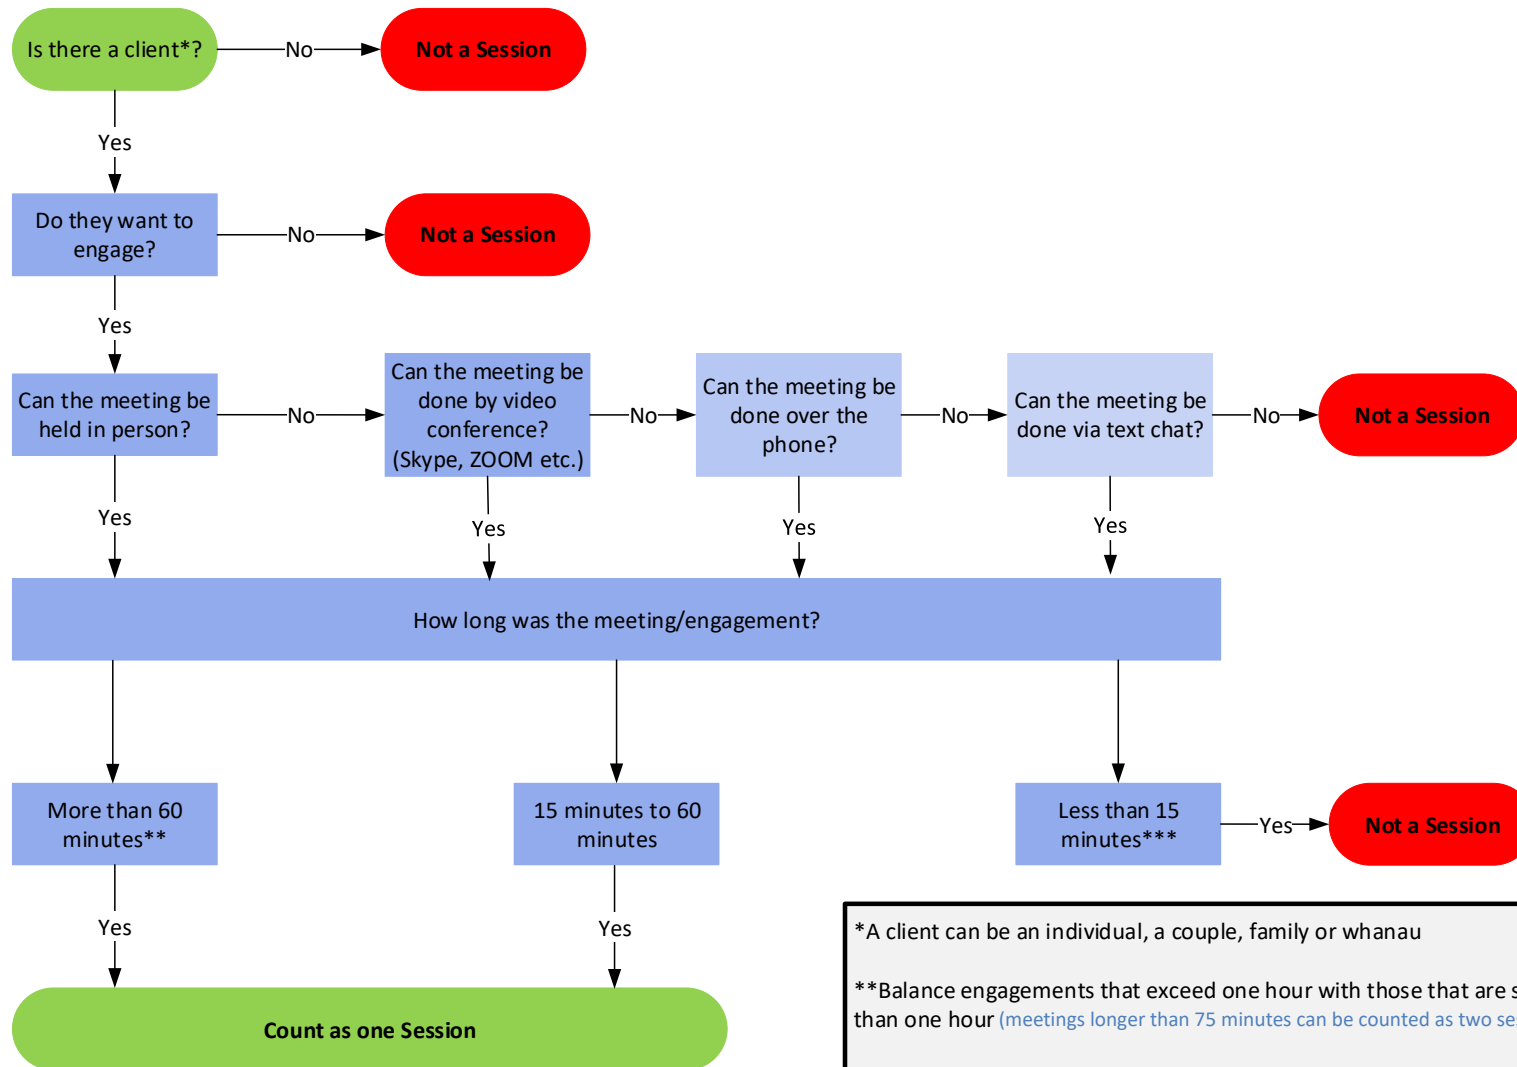 Is there a client*?
No
Not a Session
Yes
Do they want to
engage?
No
Not a Session
Yes
Can the meeting be
held in person?
No
Can the meeting be
done by video
conference?
(Skype, ZOOM etc.)
No
Can the meeting be
done over the
phone?
No
Can the meeting be
done via text chat?
No
Not a Session
Yes
Yes
Yes
Yes
How long was the meeting/engagement?
More than 60
minutes**
15 minutes to 60
minutes
Less than 15
minutes***
Yes
Not a Session
Yes
Yes
Count as one Session
*A client can be an individual, a couple, family or whanau
**Balance engagements that exceed one hour with those that are
than one hour (meetings longer than 75 minutes can be counted as two